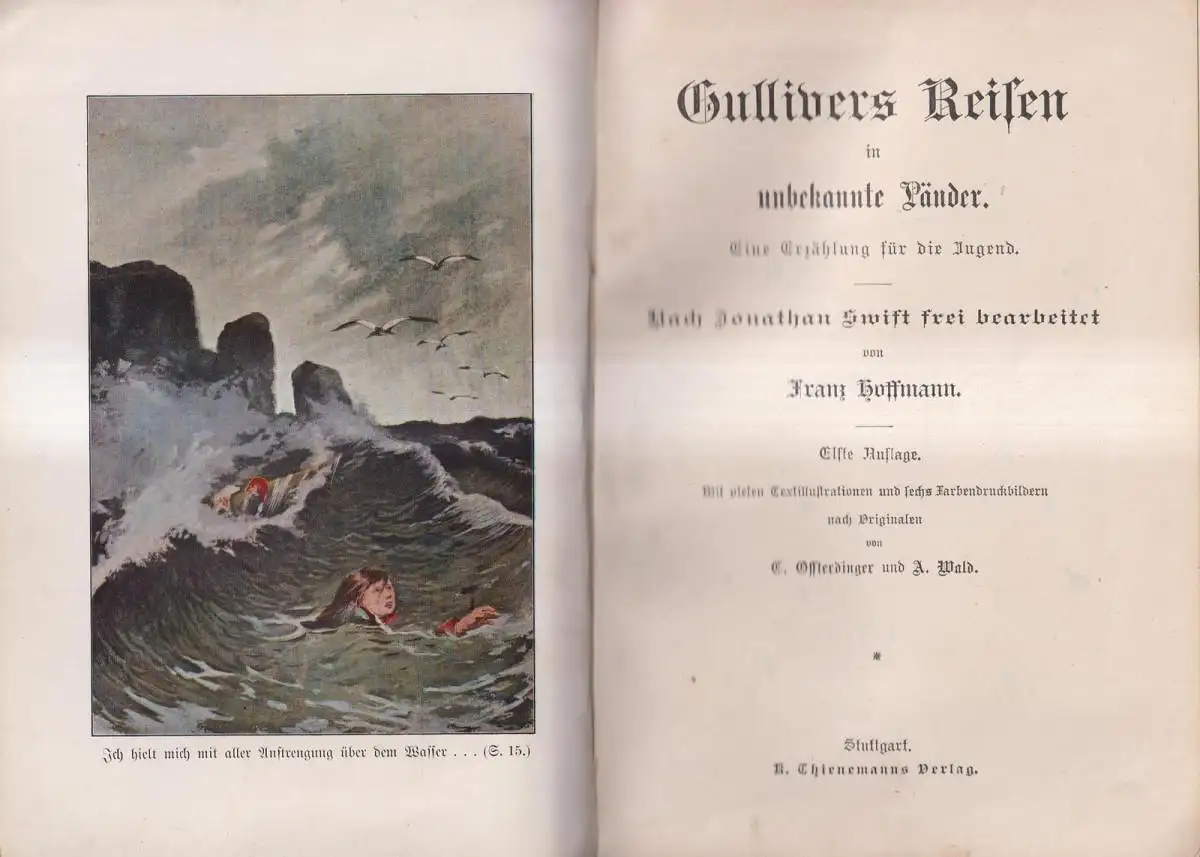 Ich hielt mich mit aller Anstrengung über dem Wasser . . . (S. 15.)
Gullivers Reisen
in
unbekannte Länder.
Eine Erzählung für die Jugend.
Nach Jonathan Swift frei bearbeitet
von
Franz Hoffmann.
Elfte Auflage.
Mit vielen Textillustrationen und sechs Farbendruckbildern
nach Originalen
von
C. Offterdinger und A. Wald.
*
Stuttgart.
K. Thienemanns Verlag.